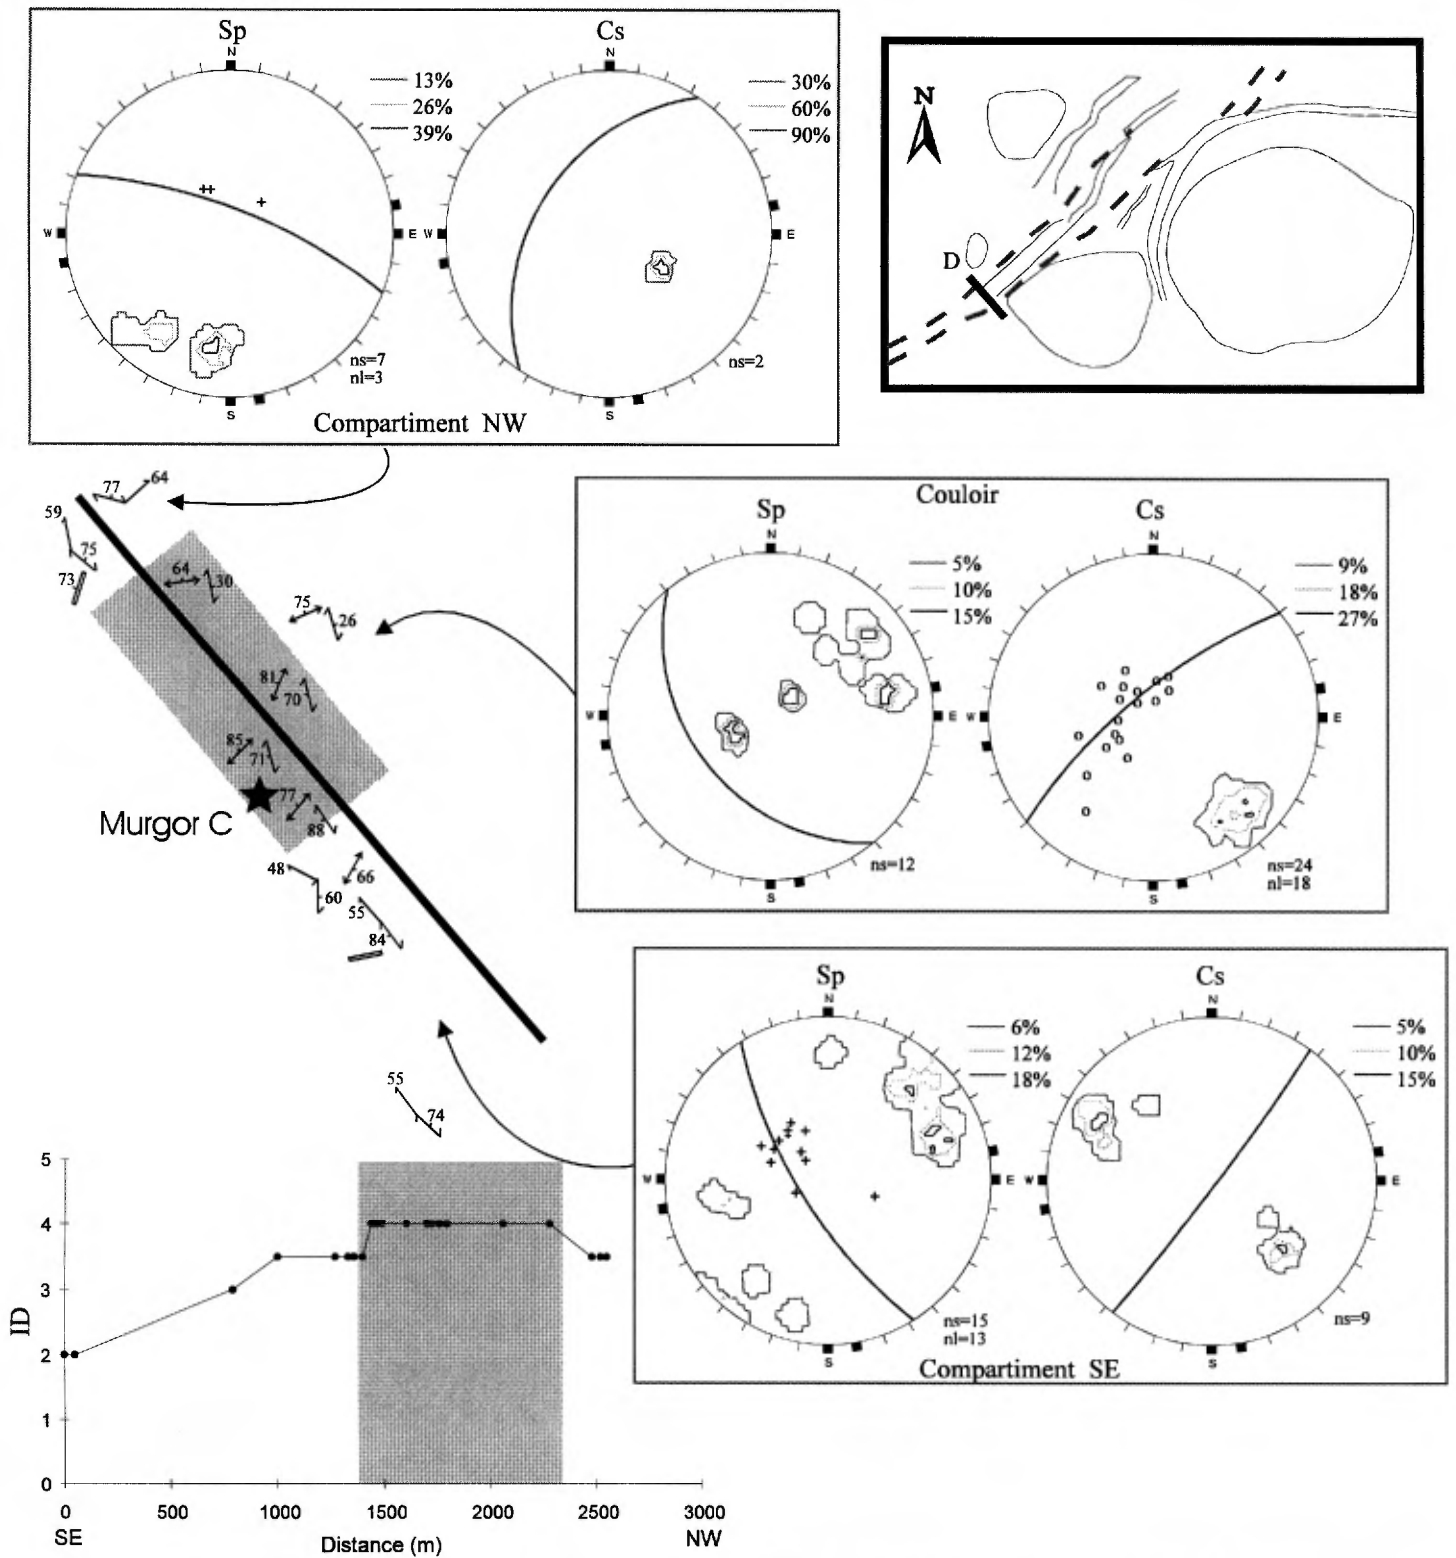 Sp
Cs
N
N
13%
26%
39%
30%
60%
90%
W
E
W
E
ns=7
nl=3
ns=2
S
S
Compartiment NW
N
D
77
64
59
75
73
64
30
75
26
81
70
85
71
77
88
Murgor C
48
66
60
55
84
55
74
Couloir
Sp
Cs
N
N
5%
10%
15%
9%
18%
27%
W
E
W
E
ns=12
ns=24
nl=18
S
S
Sp
Cs
N
N
6%
12%
18%
5%
10%
15%
W
E
W
E
ns=15
nl=13
ns=9
S
S
Compartiment SE
5
4
3
2
1
0
ID
0
500
1000
1500
2000
2500
3000
SE
Distance (m)
NW